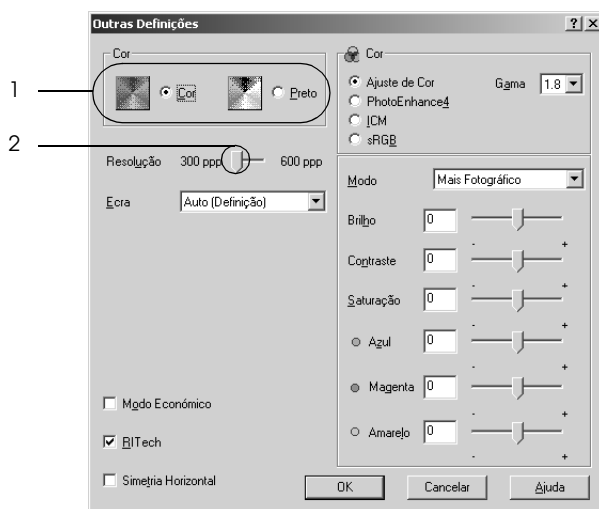 Outras Definições
Cor
1
Cor
Preto
2
Resolução 300 ppp 600 ppp
Ecra Auto (Definição)
Modo Económico
RITech
Simetria Horizontal
Cor
Ajuste de Cor
Gama 1.8
PhotoEnhance4
ICM
sRGB
Modo Mais Fotográfico
Brilho 0
- +
Contraste 0
- +
Saturação 0
- +
Azul 0
- +
Magenta 0
- +
Amarelo 0
- +
OK Cancelar Ajuda